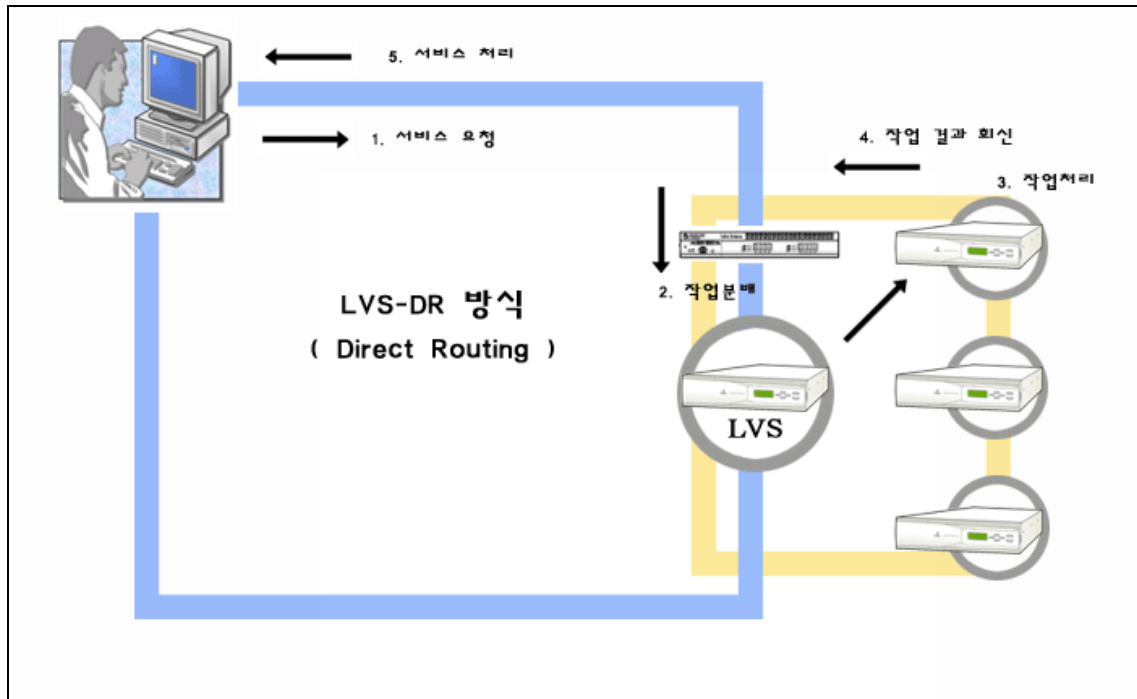 5. 서비스 처리
1. 서비스 요청
4. 작업 결과 회신
3. 작업처리
2. 작업분배
LVS-DR 방식
( Direct Routing )
LVS